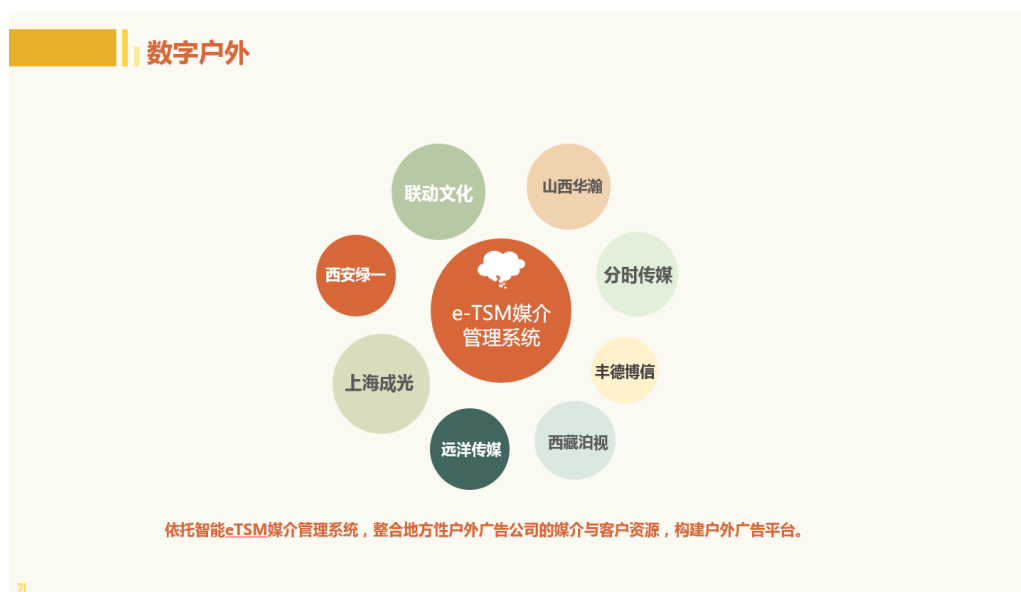 数字户外
联动文化
山西华瀚
西安绿一
分时传媒
e-TSM媒介
管理系统
丰德博信
上海成光
远洋传媒
西藏泊视
依托智能eTSM媒介管理系统，整合地方性户外广告公司的媒介与客户资源，构建户外广告平台。
21